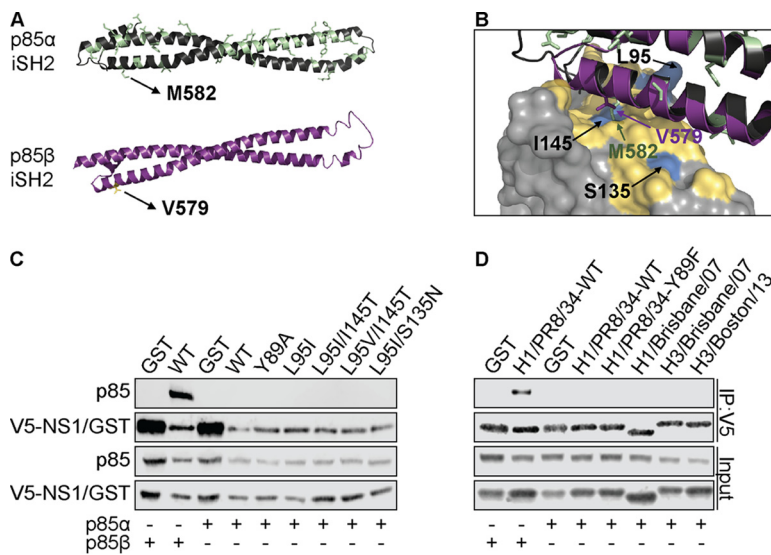 A
p85α
iSH2
M582
p85β
iSH2
V579
B
L95
I145
V579
M582
S135
C
GST
WT
GST
WT
Y89A
L95I
L95I/I145T
L95V/I145T
L95I/S135N
p85
V5-NS1/GST
p85
V5-NS1/GST
p85α - - + + + + + + +
p85β + + - - - - - - -
D
GST
H1/PR8/34-WT
GST
H1/PR8/34-WT
H1/PR8/34-Y89F
H1/Brisbane/07
H3/Brisbane/07
H3/Boston/13
IP:V5
Input
- - + + + + + +
+ + - - - - - -